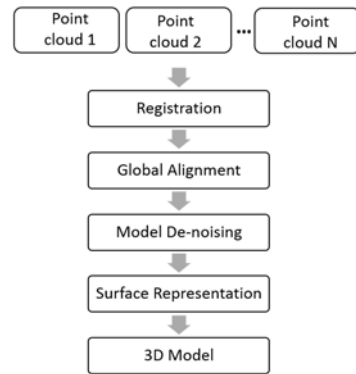 Point Point ... Point
cloud 1 cloud 2 cloud N
Registration
Global Alignment
Model De-noising
Surface Representation
3D Model